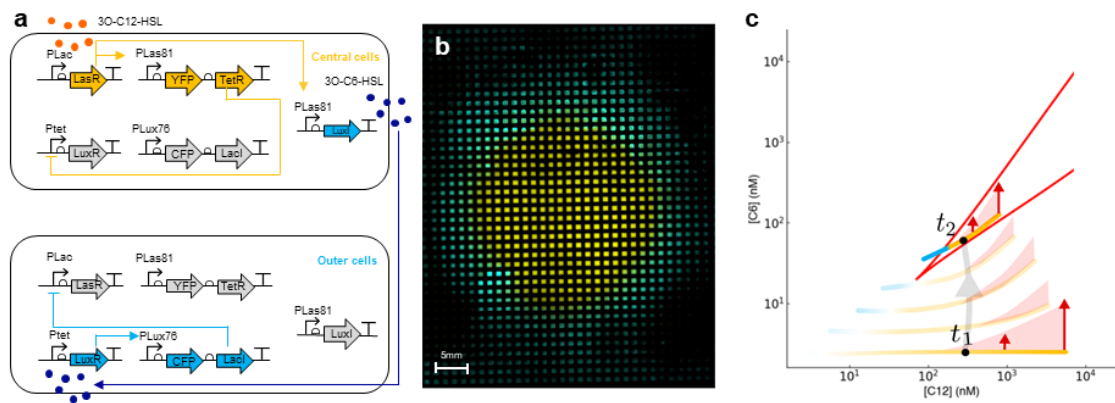 a
3O-C12-HSL
PLac
PLas81
Central cells
LasR
YFP
TetR
3O-C6-HSL
PLas81
LuxI
Ptet
PLux76
LuxR
CFP
LacI
Outer cells
PLac
PLas81
LasR
YFP
TetR
PLas81
LuxI
Ptet
PLux76
LuxR
CFP
LacI
b
5mm
c
10⁴
10³
[C6] (nM)
10²
10¹
t₂
t₁
10¹ 10² 10³ 10⁴
[C12] (nM)